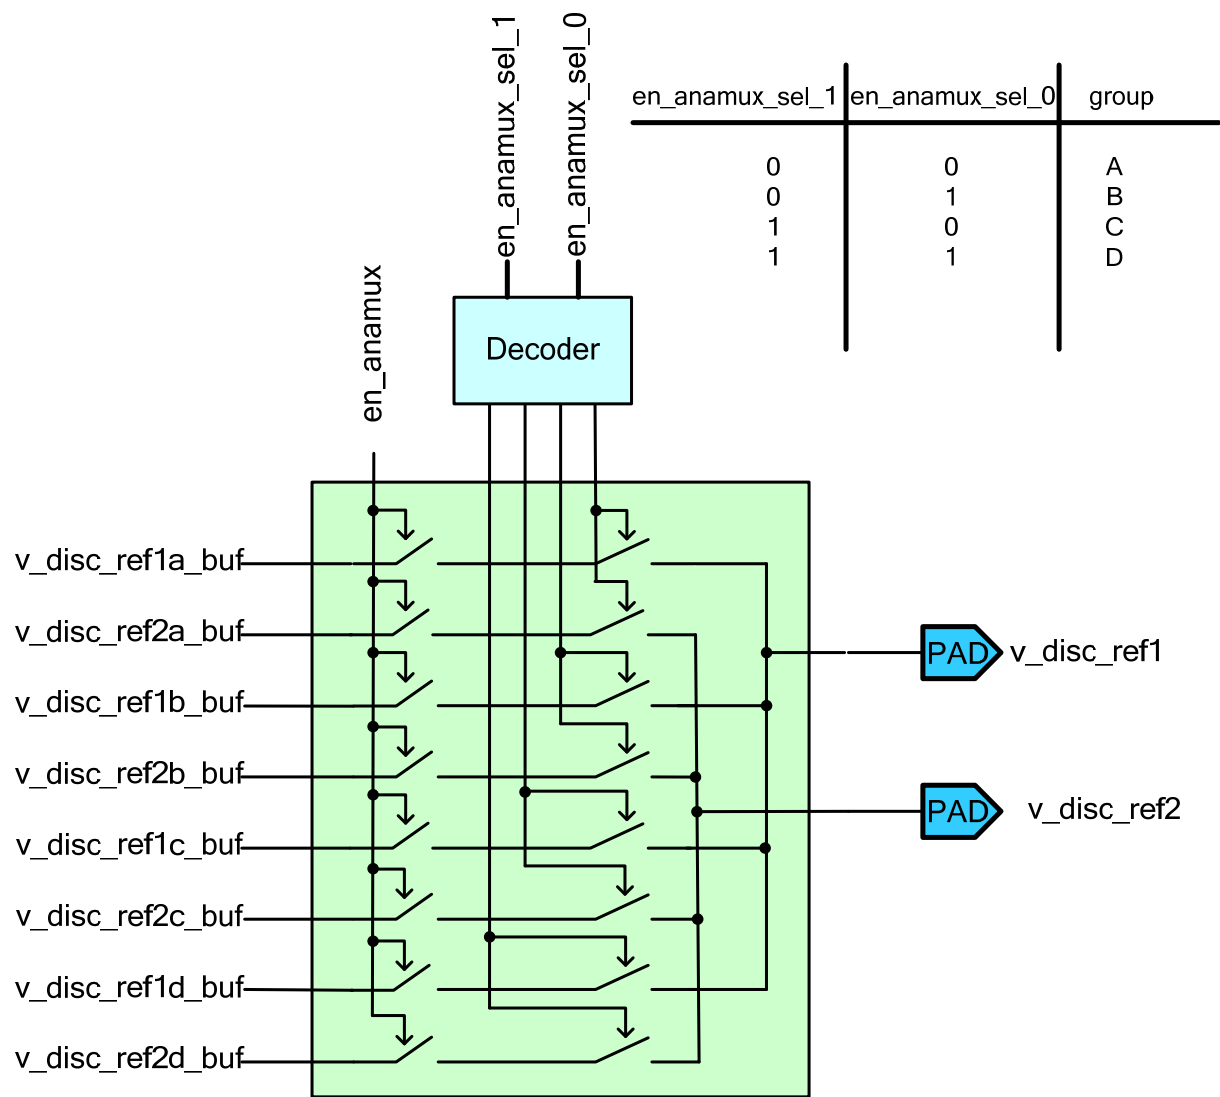 en_anamux_sel_1
en_anamux_sel_0
en_anamux_sel_1 en_anamux_sel_0 group
0 0 A
0 1 B
1 0 C
1 1 D
en_anamux
Decoder
v_disc_ref1a_buf
v_disc_ref2a_buf
PAD v_disc_ref1
v_disc_ref1b_buf
v_disc_ref2b_buf
PAD v_disc_ref2
v_disc_ref1c_buf
v_disc_ref2c_buf
v_disc_ref1d_buf
v_disc_ref2d_buf